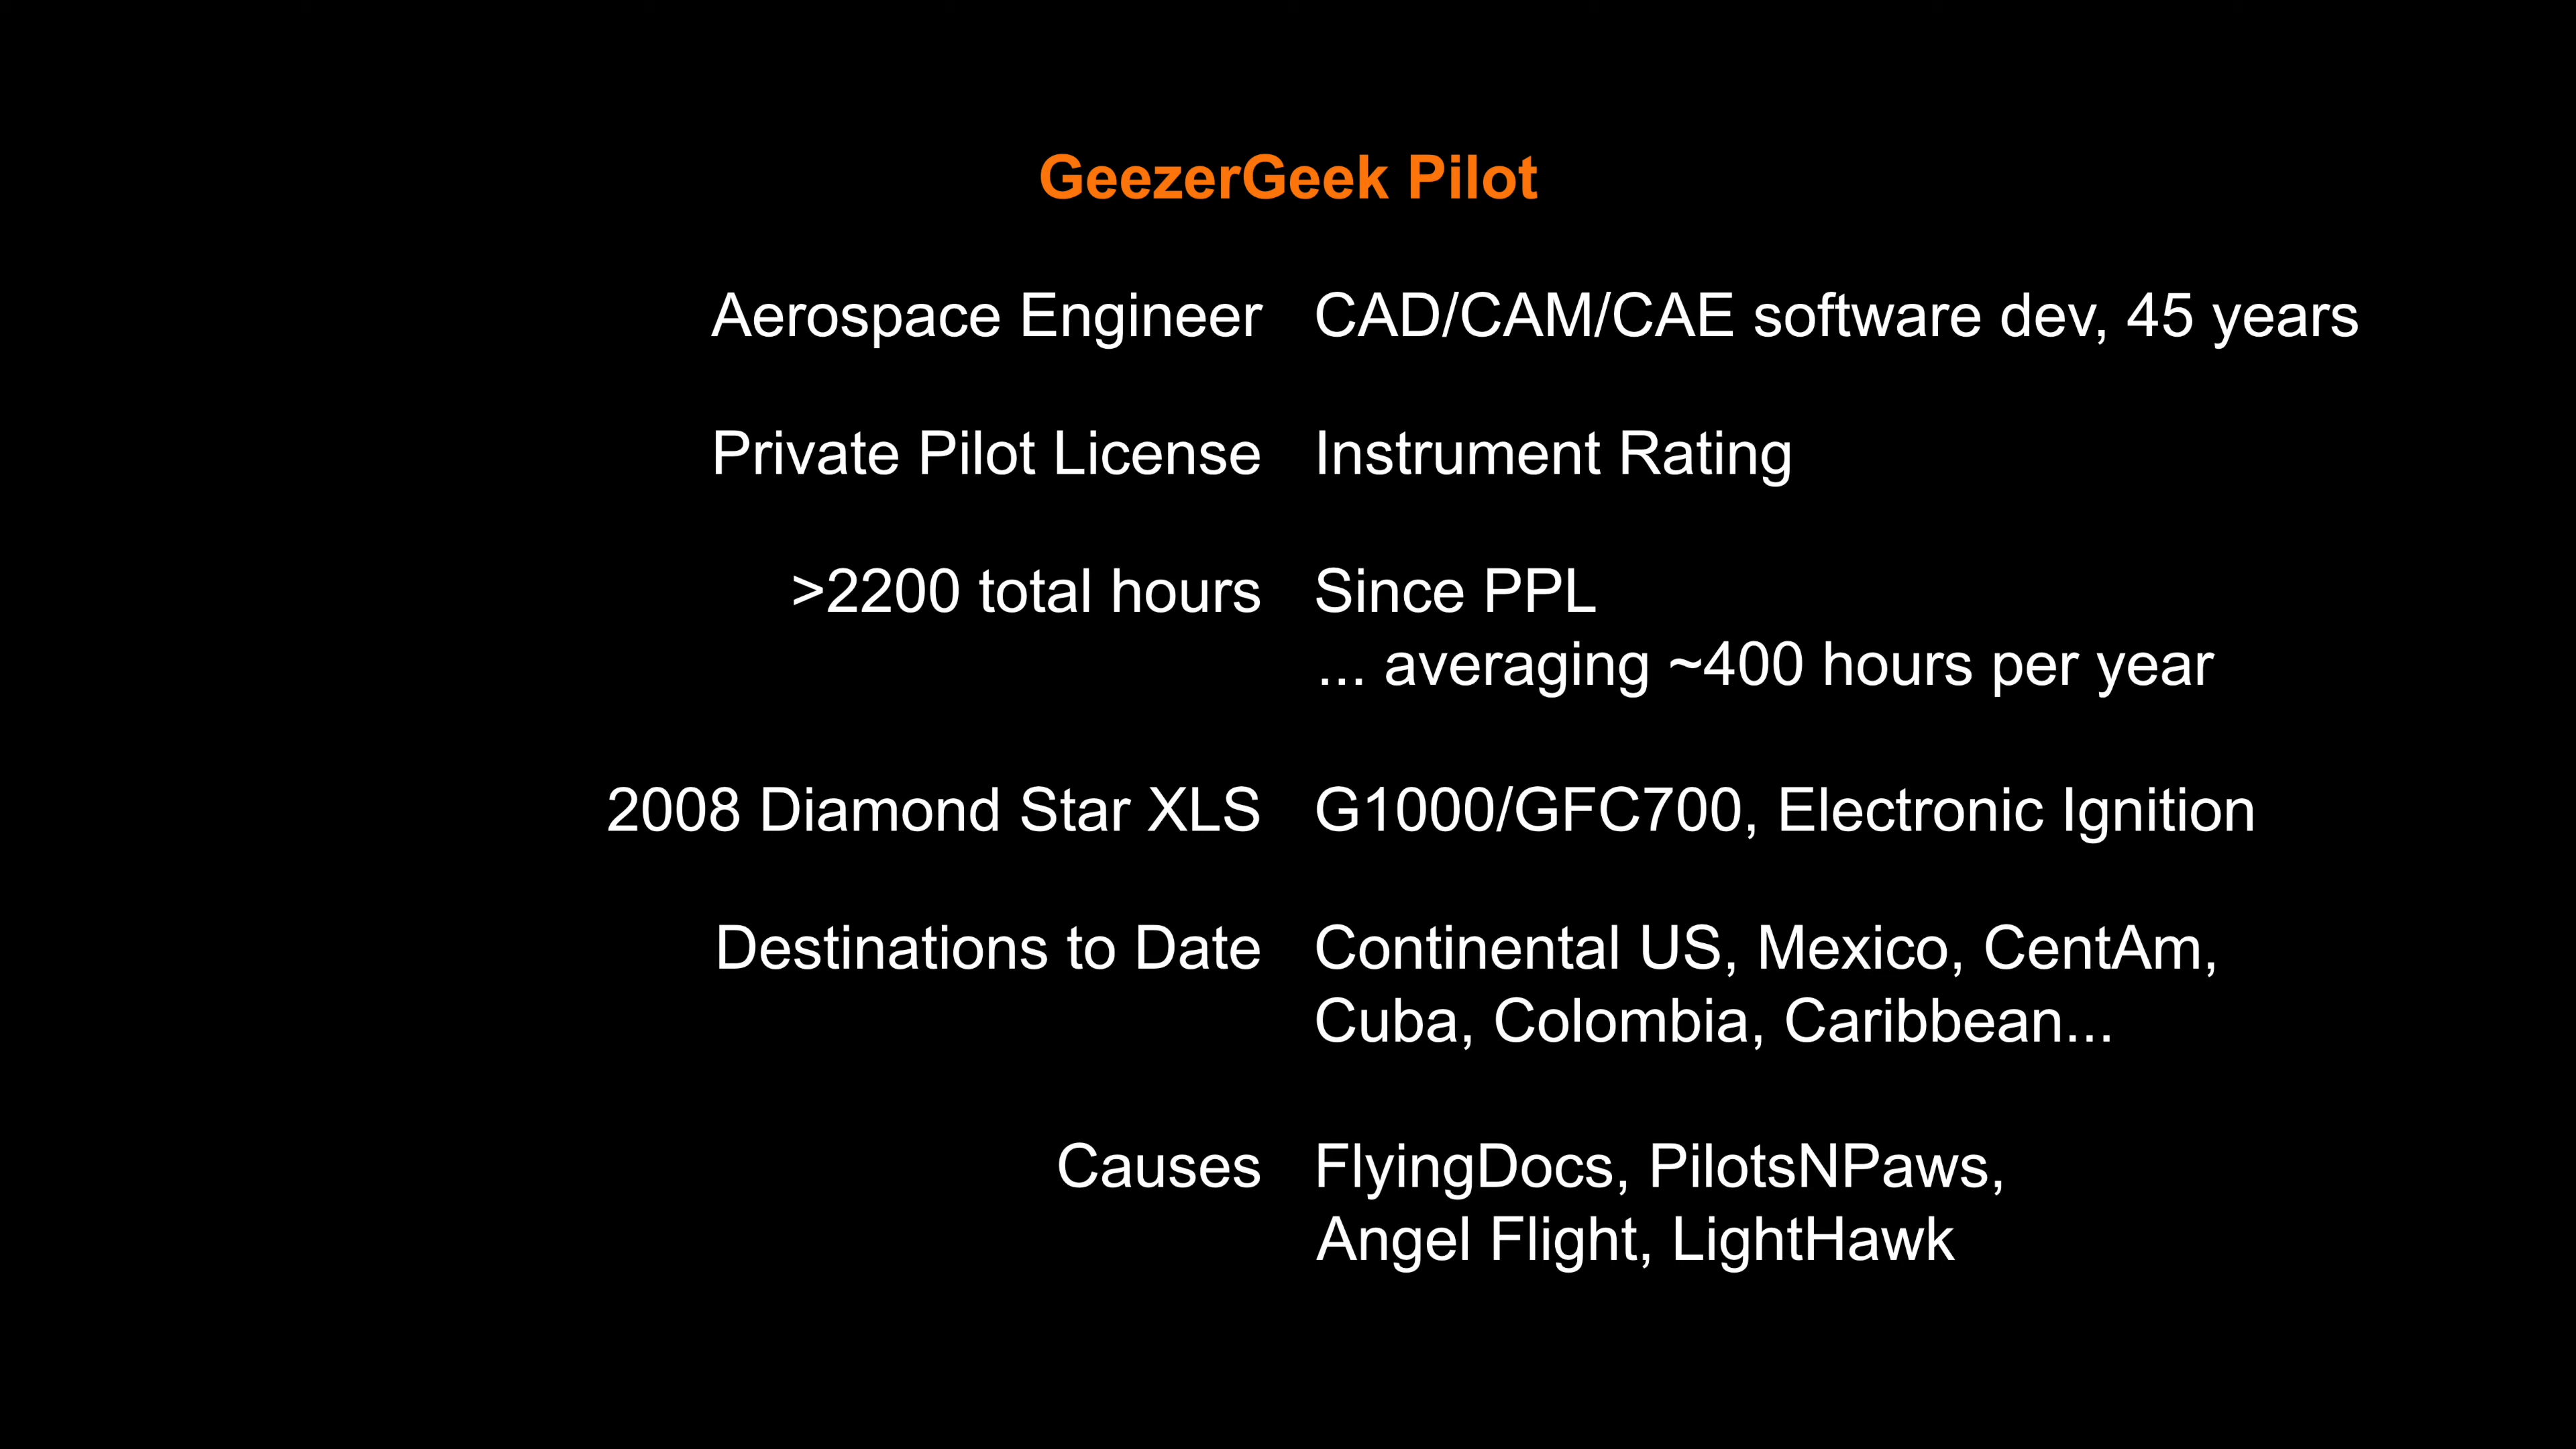 GeezerGeek Pilot
Aerospace Engineer CAD/CAM/CAE software dev, 45 years
Private Pilot License Instrument Rating
>2200 total hours Since PPL
... averaging ~400 hours per year
2008 Diamond Star XLS G1000/GFC700, Electronic Ignition
Destinations to Date Continental US, Mexico, CentAm,
Cuba, Colombia, Caribbean...
Causes FlyingDocs, PilotsNPaws,
Angel Flight, LightHawk